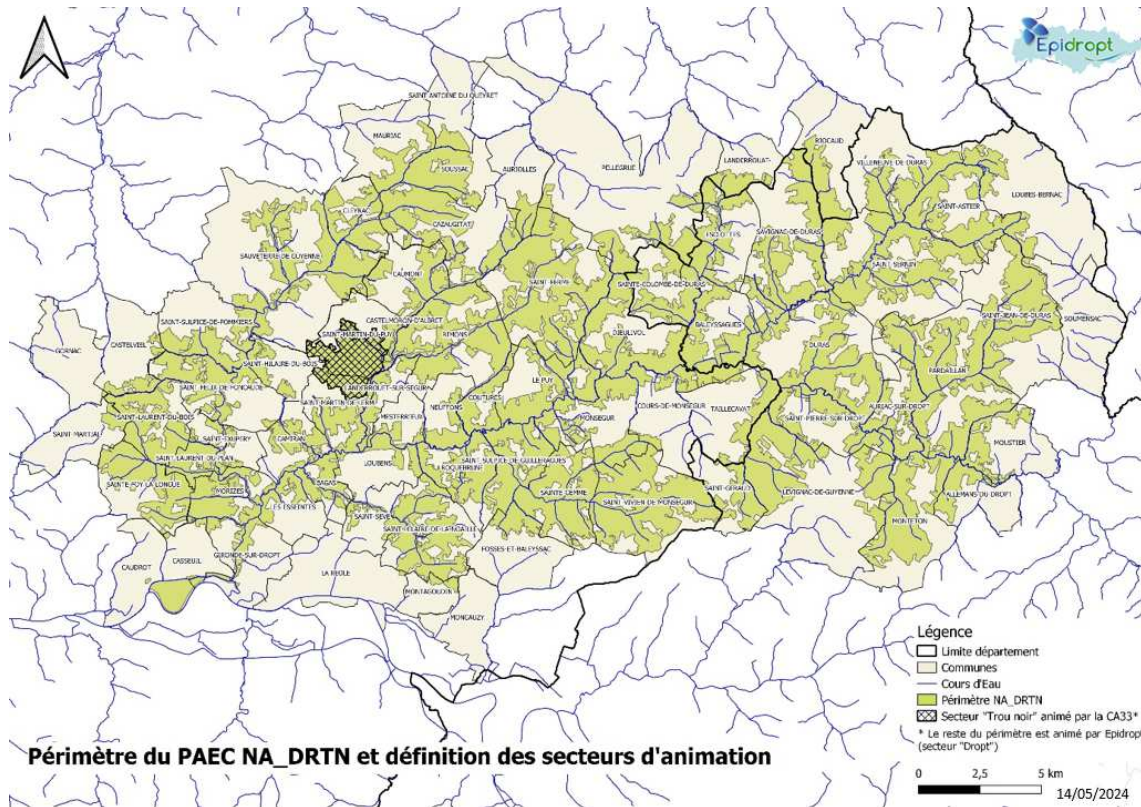 Epidropt
SAINT ANTOINE DU QUEYRET
MAURIAC
SOUSSAC
AURIOLLES
PELLEGRUE
LANDERROUAT
RIOCAUD
VILLENEUVE DE DURAS
LOUBES-BERNAC
SAINT-ASTIER
CLEYRAC
CAZAUGITAT
ESCLOTTES
SAVIGNAC-DE-DURAS
SAUVETERRE DE GUYENNE
CAUMONT
SAINT-FERME
SAINTE-COLOMBE-DE-DURAS
SAINT SERNIN
SAINT-SULPICE-DE-POMMIERS
CASTELMORON-D'ALBRET
SAINT-MARTIN-DU-PUY
RIMONS
DIEULIVOL
BALEYSSAGUES
DURAS
SAINT-JEAN-DE-DURAS
SOUMENSAC
GORNAC
CASTELVIEL
SAINT-HILAIRE-DU-BOIS
LANDERROUET-SUR-SEGUR
LE PUY
PARDAILLAN
SAINT-FELIX DE FONCAUDE
SAINT-MARTIN DE LERM
NEUFFONS
COUTURES
COURS-DE-MONSEGUR
TAILLECAVAT
AURIAC-SUR-DROPT
SAINT-LAURENT-DU-BOIS
MESTERRIEUX
MONSEGUR
SAINT-PIERRE-SUR-DROPT
SAINT-MARTIAL
SAINT-EXUPERY
CAMIRAN
MOUSTIER
SAINT-LAURENT-DU-PLAN
LOUBENS
ROQUEBRUNE
SAINT SULPICE DE GUILLERAGUES
SAINTE-FOY LA LONGUE
MORIZES
BAGAS
SAINTE GEMME
SAINT VIVIEN DE MONSEGUR
SAINT-GERAUD
LEVIGNAC-DE-GUYENNE
ALLEMANS-DU-DROPT
LES ESSEINTES
SAINT-SEVE
SAINT-HILAIRE-DE-LA-NOAILLE
MONTETON
GIRONDE-SUR-DROPT
FOSSES-ET-BALEYSSAC
CAUDROT
CASSEUIL
LA REOLE
MONTAGOUDIN
MONGAUZY
Légende
Limite département
Communes
Cours d'Eau
Périmètre NA_DRTN
Secteur "Trou noir" animé par la CA33*
* Le reste du périmètre est animé par Epidropt
(secteur "Dropt")
Périmètre du PAEC NA_DRTN et définition des secteurs d'animation
0 2,5 5 km
14/05/2024